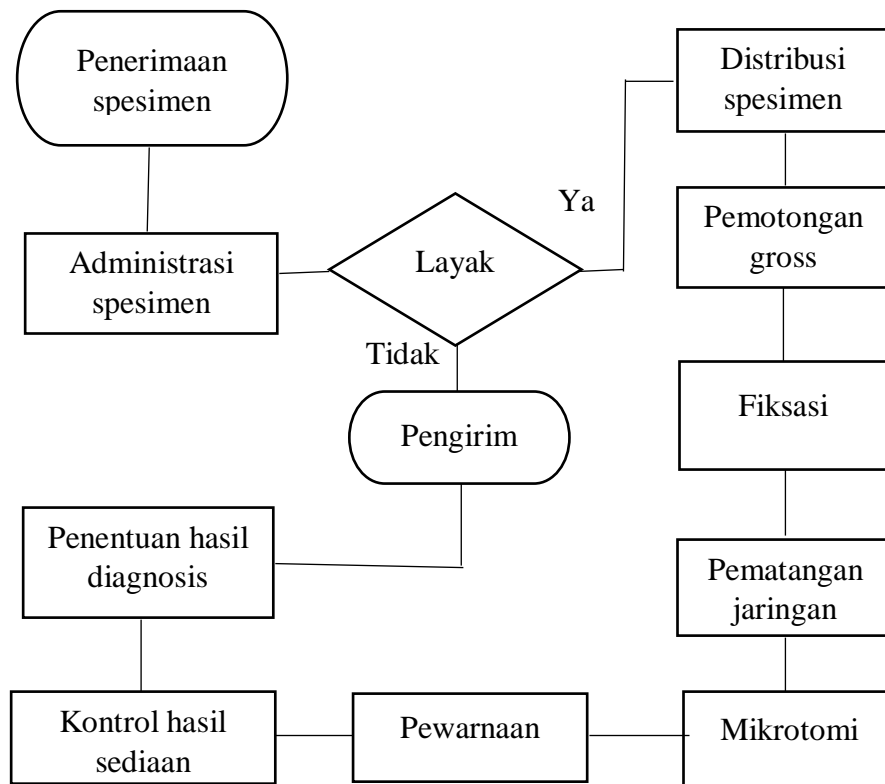 Penerimaan
spesimen
Administrasi
spesimen
Layak
Ya
Tidak
Distribusi
spesimen
Pemotongan
gross
Fiksasi
Pematangan
jaringan
Mikrotomi
Pewarnaan
Kontrol hasil
sediaan
Penentuan hasil
diagnosis
Pengirim